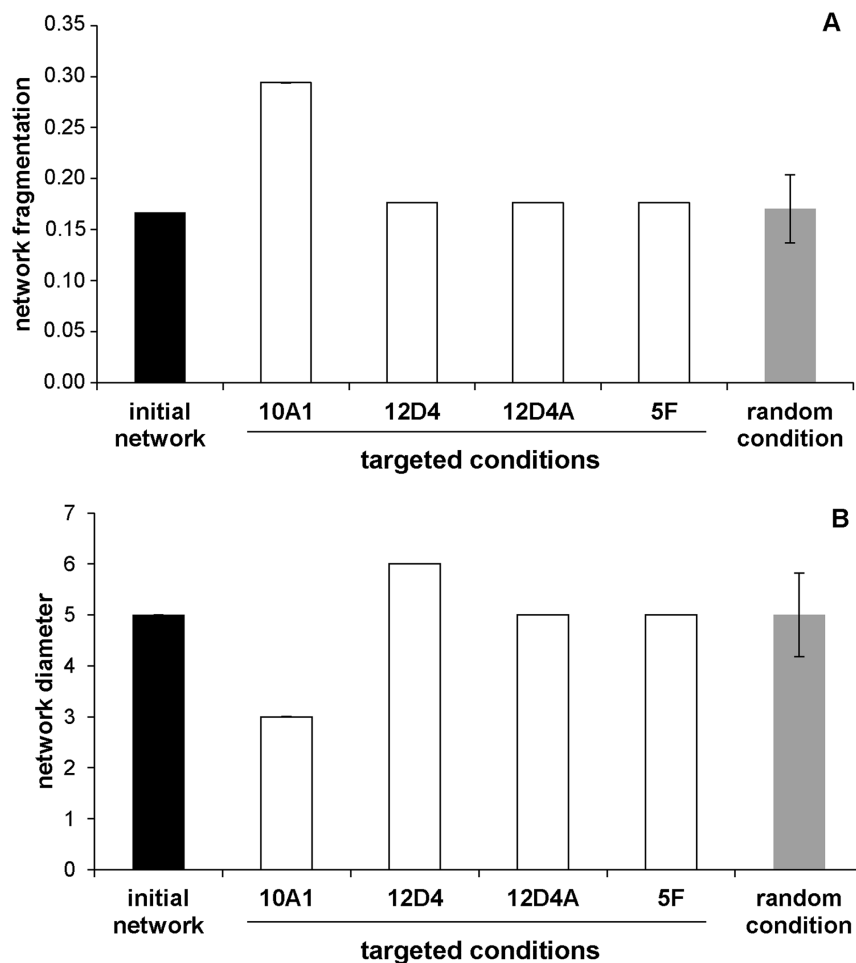 A
0.35
0.30
0.25
0.20
0.15
0.10
0.05
0.00
network fragmentation
initial network
10A1
12D4
12D4A
5F
random condition
targeted conditions
B
7
6
5
4
3
2
1
0
network diameter
initial network
10A1
12D4
12D4A
5F
random condition
targeted conditions